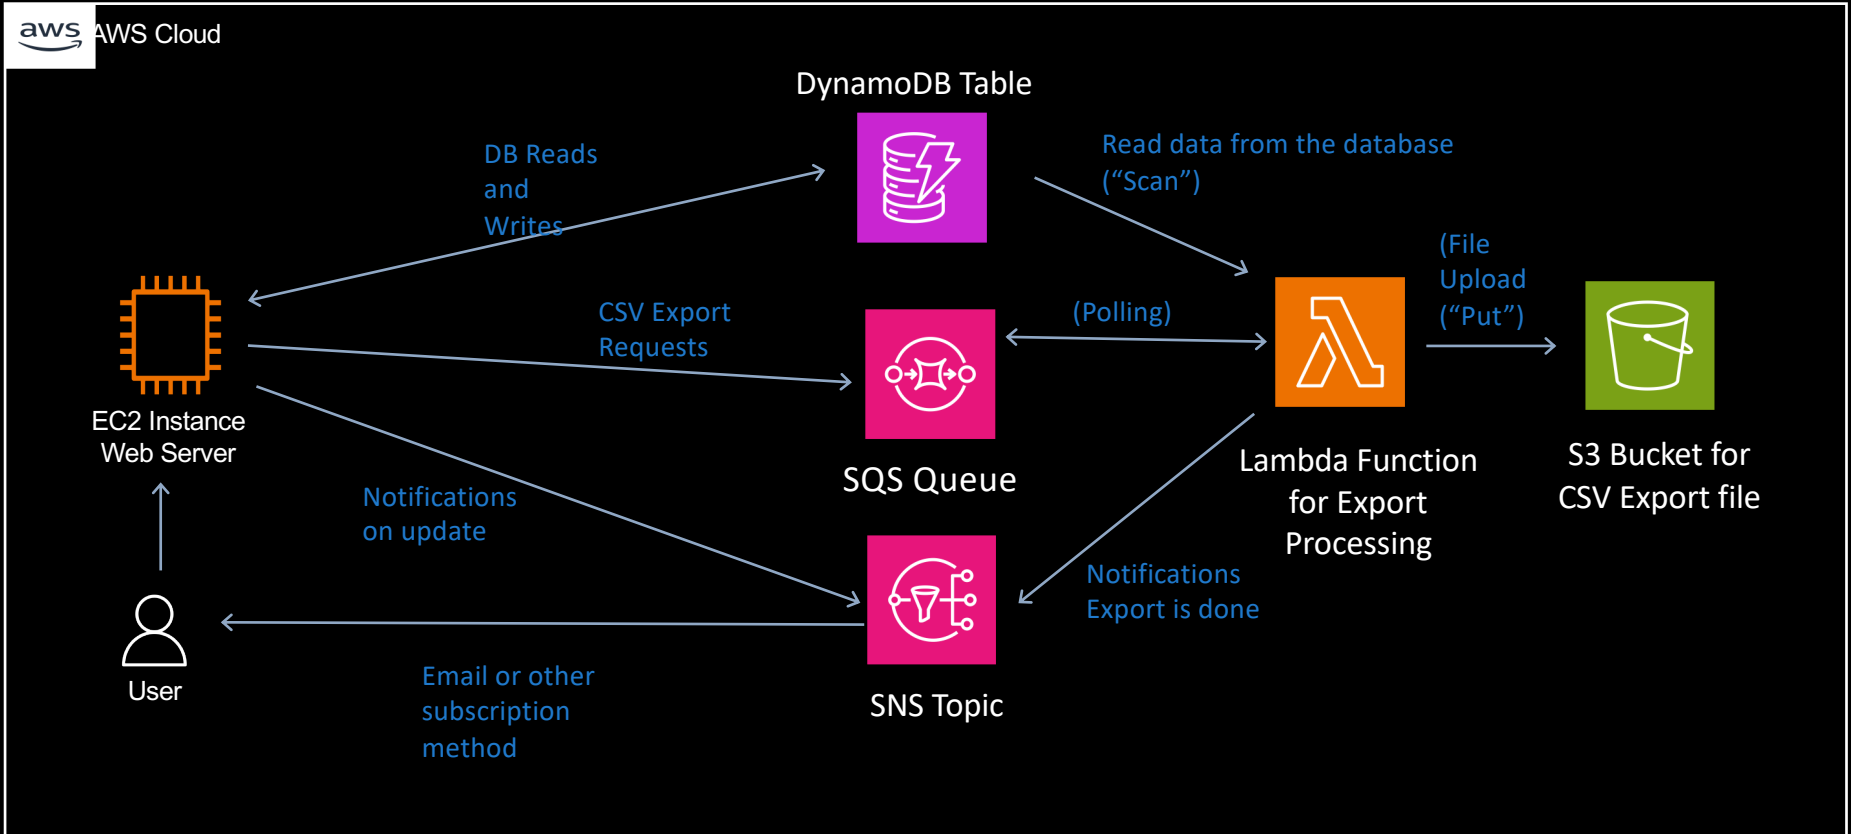 aws
AWS Cloud
DynamoDB Table
DB Reads
and
Writes
Read data from the database
(“Scan”)
(File
Upload
(“Put”)
CSV Export
Requests
(Polling)
EC2 Instance
Web Server
SQS Queue
Lambda Function
for Export
Processing
S3 Bucket for
CSV Export file
Notifications
on update
Notifications
Export is done
User
Email or other
subscription
method
SNS Topic